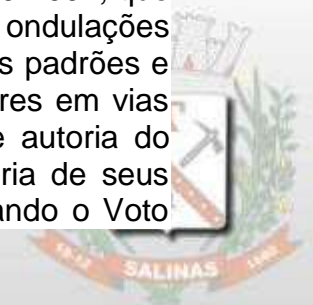 ondulações
s padrões e
res em vias
autoria do
ria de seus
ando o Voto
SALINAS